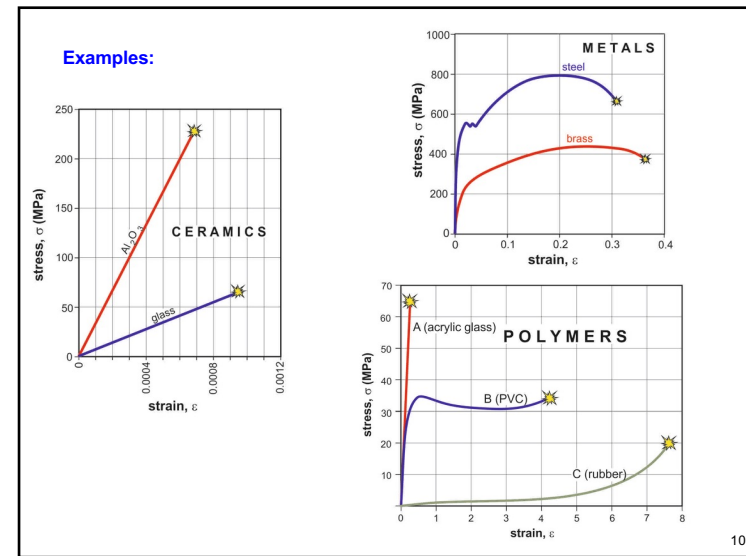 Examples:
250
200
150
100
50
0
stress, σ (MPa)
Al₂O₃
CERAMICS
glass
0
0.0004
0.0008
0.0012
strain, ε
METALS
1000
800
600
400
200
0
stress, σ (MPa)
steel
brass
0
0.1
0.2
0.3
0.4
strain, ε
70
60
50
40
30
20
10
stress, σ (MPa)
A (acrylic glass)
POLYMERS
B (PVC)
C (rubber)
0
1
2
3
4
5
6
7
8
strain, ε
10